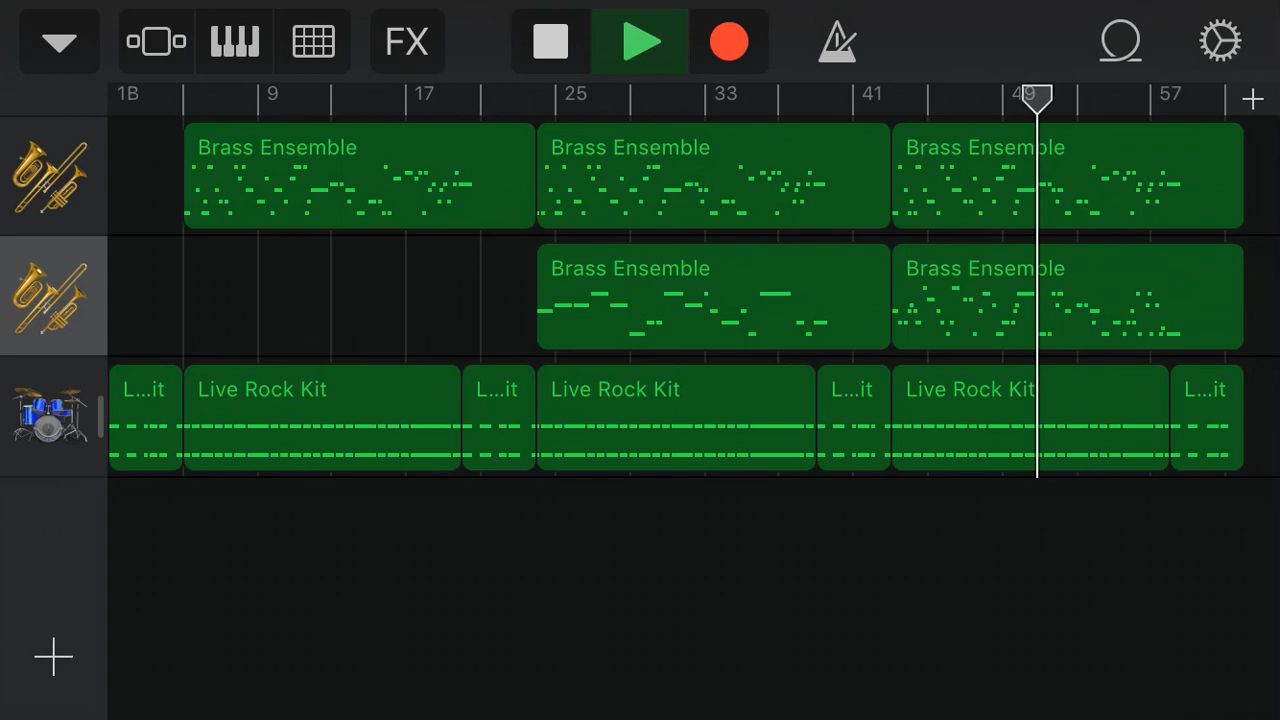 FX
1B 9 17 25 33 41 49 57
Brass Ensemble Brass Ensemble Brass Ensemble
Brass Ensemble Brass Ensemble
L...it Live Rock Kit L...it Live Rock Kit L...it Live Rock Kit L...it